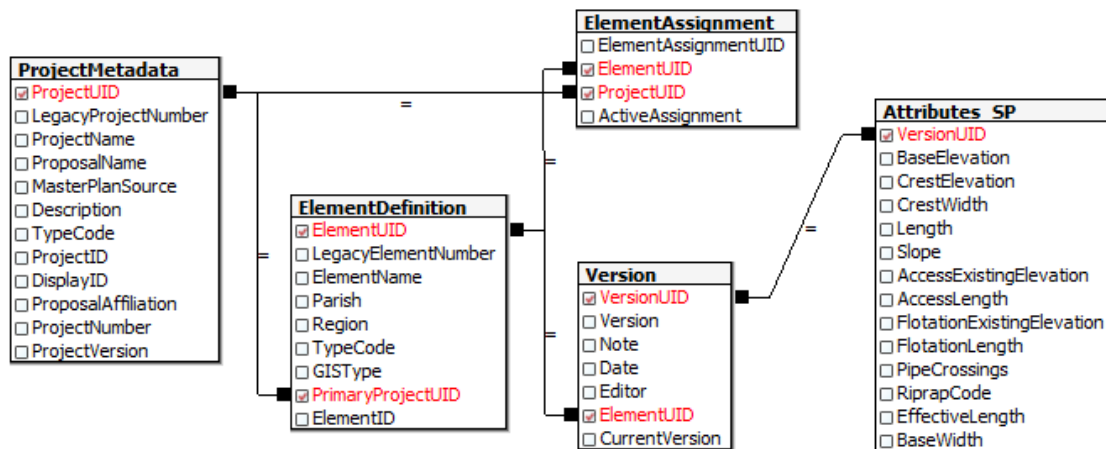 ProjectMetadata
ProjectUID
LegacyProjectNumber
ProjectName
ProposalName
MasterPlanSource
Description
TypeCode
ProjectID
DisplayID
ProposalAffiliation
ProjectNumber
ProjectVersion
=
=
ElementDefinition
ElementUID
LegacyElementNumber
ElementName
Parish
Region
TypeCode
GISType
PrimaryProjectUID
ElementID
ElementAssignment
ElementAssignmentUID
ElementUID
ProjectUID
ActiveAssignment
=
=
Version
VersionUID
Version
Note
Date
Editor
ElementUID
CurrentVersion
=
Attributes_SP
VersionUID
BaseElevation
CrestElevation
CrestWidth
Length
Slope
AccessExistingElevation
AccessLength
FlotationExistingElevation
FlotationLength
PipeCrossings
RiprapCode
EffectiveLength
BaseWidth